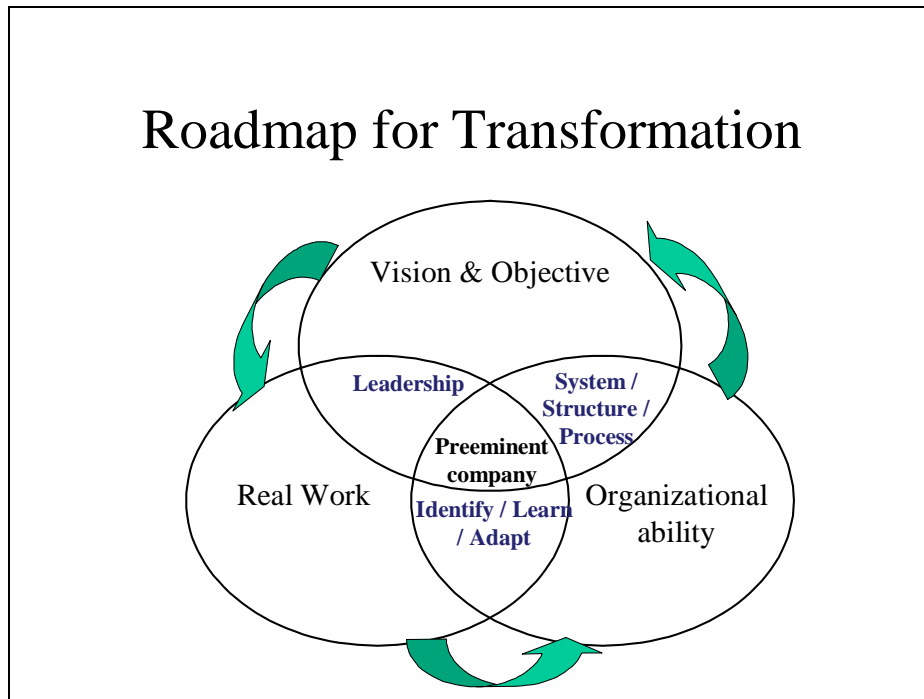 Roadmap for Transformation
Vision & Objective
Leadership
System /
Structure /
Process
Preeminent
company
Real Work
Identify / Learn
/ Adapt
Organizational
ability